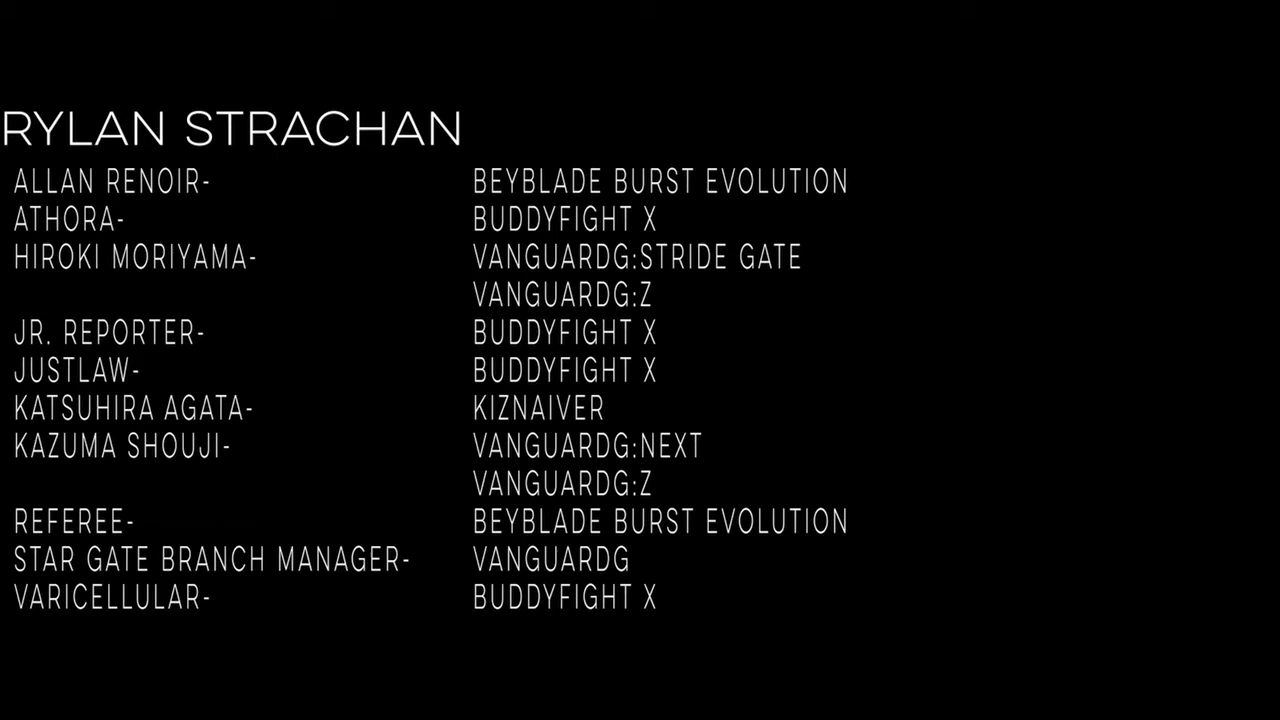 RYLAN STRACHAN
ALLAN RENOIR- BEYBLADE BURST EVOLUTION
ATHORA- BUDDYFIGHT X
HIROKI MORIYAMA- VANGUARDG:STRIDE GATE
VANGUARDG:Z
JR. REPORTER- BUDDYFIGHT X
JUSTLAW- BUDDYFIGHT X
KATSUHIRA AGATA- KIZNAIVER
KAZUMA SHOUJI- VANGUARDG:NEXT
VANGUARDG:Z
REFEREE- BEYBLADE BURST EVOLUTION
STAR GATE BRANCH MANAGER- VANGUARDG
VARICELLULAR- BUDDYFIGHT X